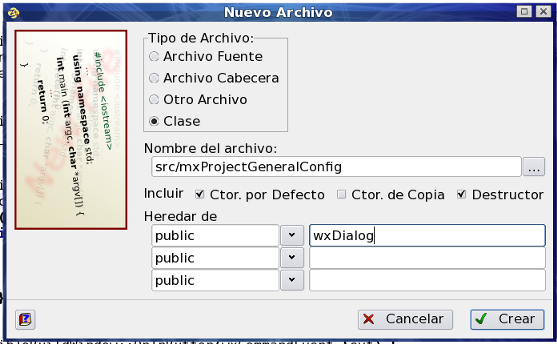 Nuevo Archivo
Tipo de Archivo:
Archivo Fuente
Archivo Cabecera
Otro Archivo
Clase
#include <iostream>
using namespace std;
int main (int argc, char *argv[]) {
return 0;
}
Nombre del archivo:
src/mxProjectGeneralConfig
...
Incluir Ctor. por Defecto Ctor. de Copia Destructor
Heredar de
public wxDialog
public
public
Cancelar Crear